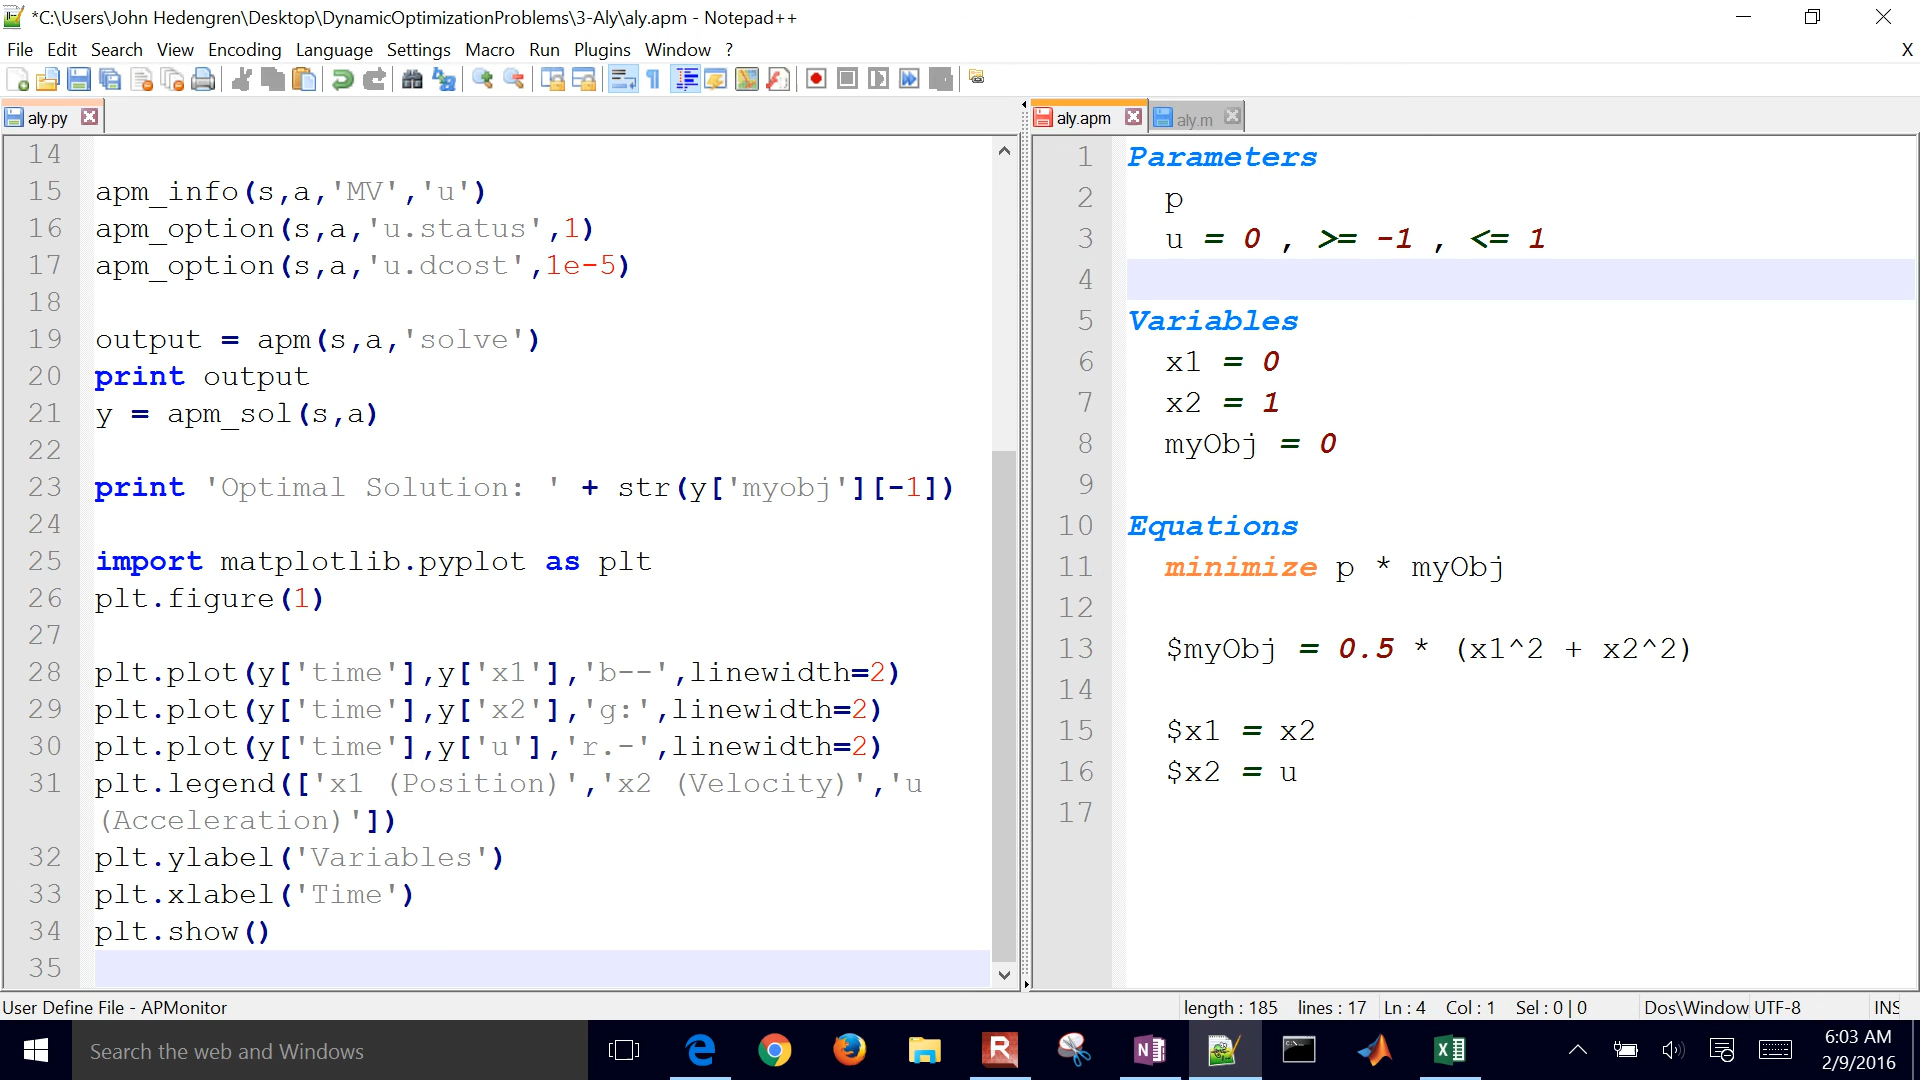 *C:\Users\John Hedengren\Desktop\DynamicOptimizationProblems\3-Aly\aly.apm - Notepad++
File Edit Search View Encoding Language Settings Macro Run Plugins Window ? X
aly.py
14
15 apm_info(s,a,'MV','u')
16 apm_option(s,a,'u.status',1)
17 apm_option(s,a,'u.dcost',1e-5)
18
19 output = apm(s,a,'solve')
20 print output
21 y = apm_sol(s,a)
22
23 print 'Optimal Solution: ' + str(y['myobj'][-1])
24
25 import matplotlib.pyplot as plt
26 plt.figure(1)
27
28 plt.plot(y['time'],y['x1'],'b--',linewidth=2)
29 plt.plot(y['time'],y['x2'],'g:',linewidth=2)
30 plt.plot(y['time'],y['u'],'r.-',linewidth=2)
31 plt.legend(['x1 (Position)','x2 (Velocity)','u
(Acceleration)'])
32 plt.ylabel('Variables')
33 plt.xlabel('Time')
34 plt.show()
35
aly.apm aly.m
1 Parameters
2 p
3 u = 0 , >= -1 , <= 1
4
5 Variables
6 x1 = 0
7 x2 = 1
8 myObj = 0
9
10 Equations
11 minimize p * myObj
12
13 $myObj = 0.5 * (x1^2 + x2^2)
14
15 $x1 = x2
16 $x2 = u
17
User Define File - APMonitor length : 185 lines : 17 Ln : 4 Col : 1 Sel : 0 | 0 Dos\Window UTF-8 INS
Search the web and Windows
6:03 AM
2/9/2016